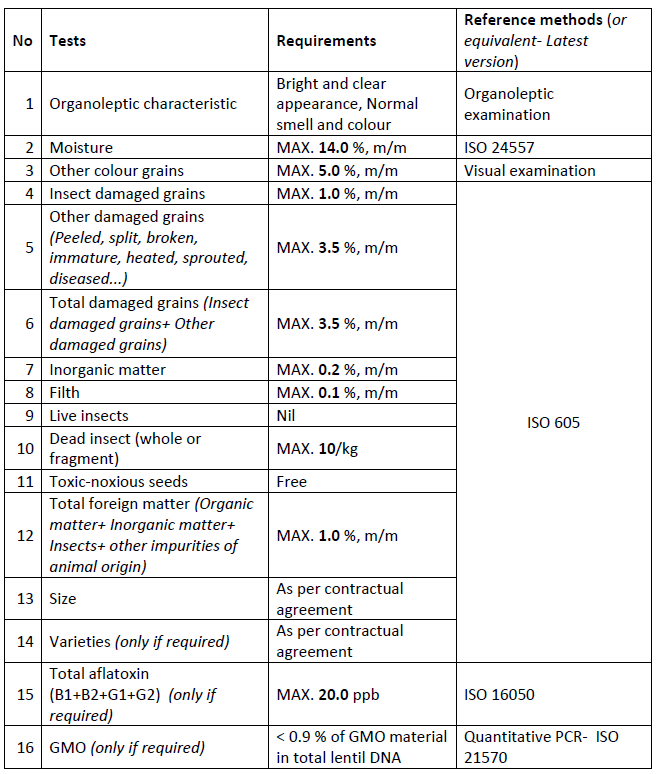 No Tests Requirements Reference methods (or
equivalent- Latest
version)
1 Organoleptic characteristic Bright and clear
appearance, Normal
smell and colour Organoleptic
examination
2 Moisture MAX. 14.0 %, m/m ISO 24557
3 Other colour grains MAX. 5.0 %, m/m Visual examination
4 Insect damaged grains MAX. 1.0 %, m/m
5 Other damaged grains
(Peeled, split, broken,
immature, heated, sprouted,
diseased...) MAX. 3.5 %, m/m
6 Total damaged grains (Insect
damaged grains+ Other
damaged grains) MAX. 3.5 %, m/m
7 Inorganic matter MAX. 0.2 %, m/m
8 Filth MAX. 0.1 %, m/m
9 Live insects Nil
10 Dead insect (whole or
fragment) MAX. 10/kg
ISO 605
11 Toxic-noxious seeds Free
12 Total foreign matter (Organic
matter+ Inorganic matter+
Insects+ other impurities of
animal origin) MAX. 1.0 %, m/m
13 Size As per contractual
agreement
14 Varieties (only if required) As per contractual
agreement
15 Total aflatoxin
(B1+B2+G1+G2) (only if
required) MAX. 20.0 ppb ISO 16050
16 GMO (only if required) < 0.9 % of GMO material
in total lentil DNA Quantitative PCR- ISO
21570